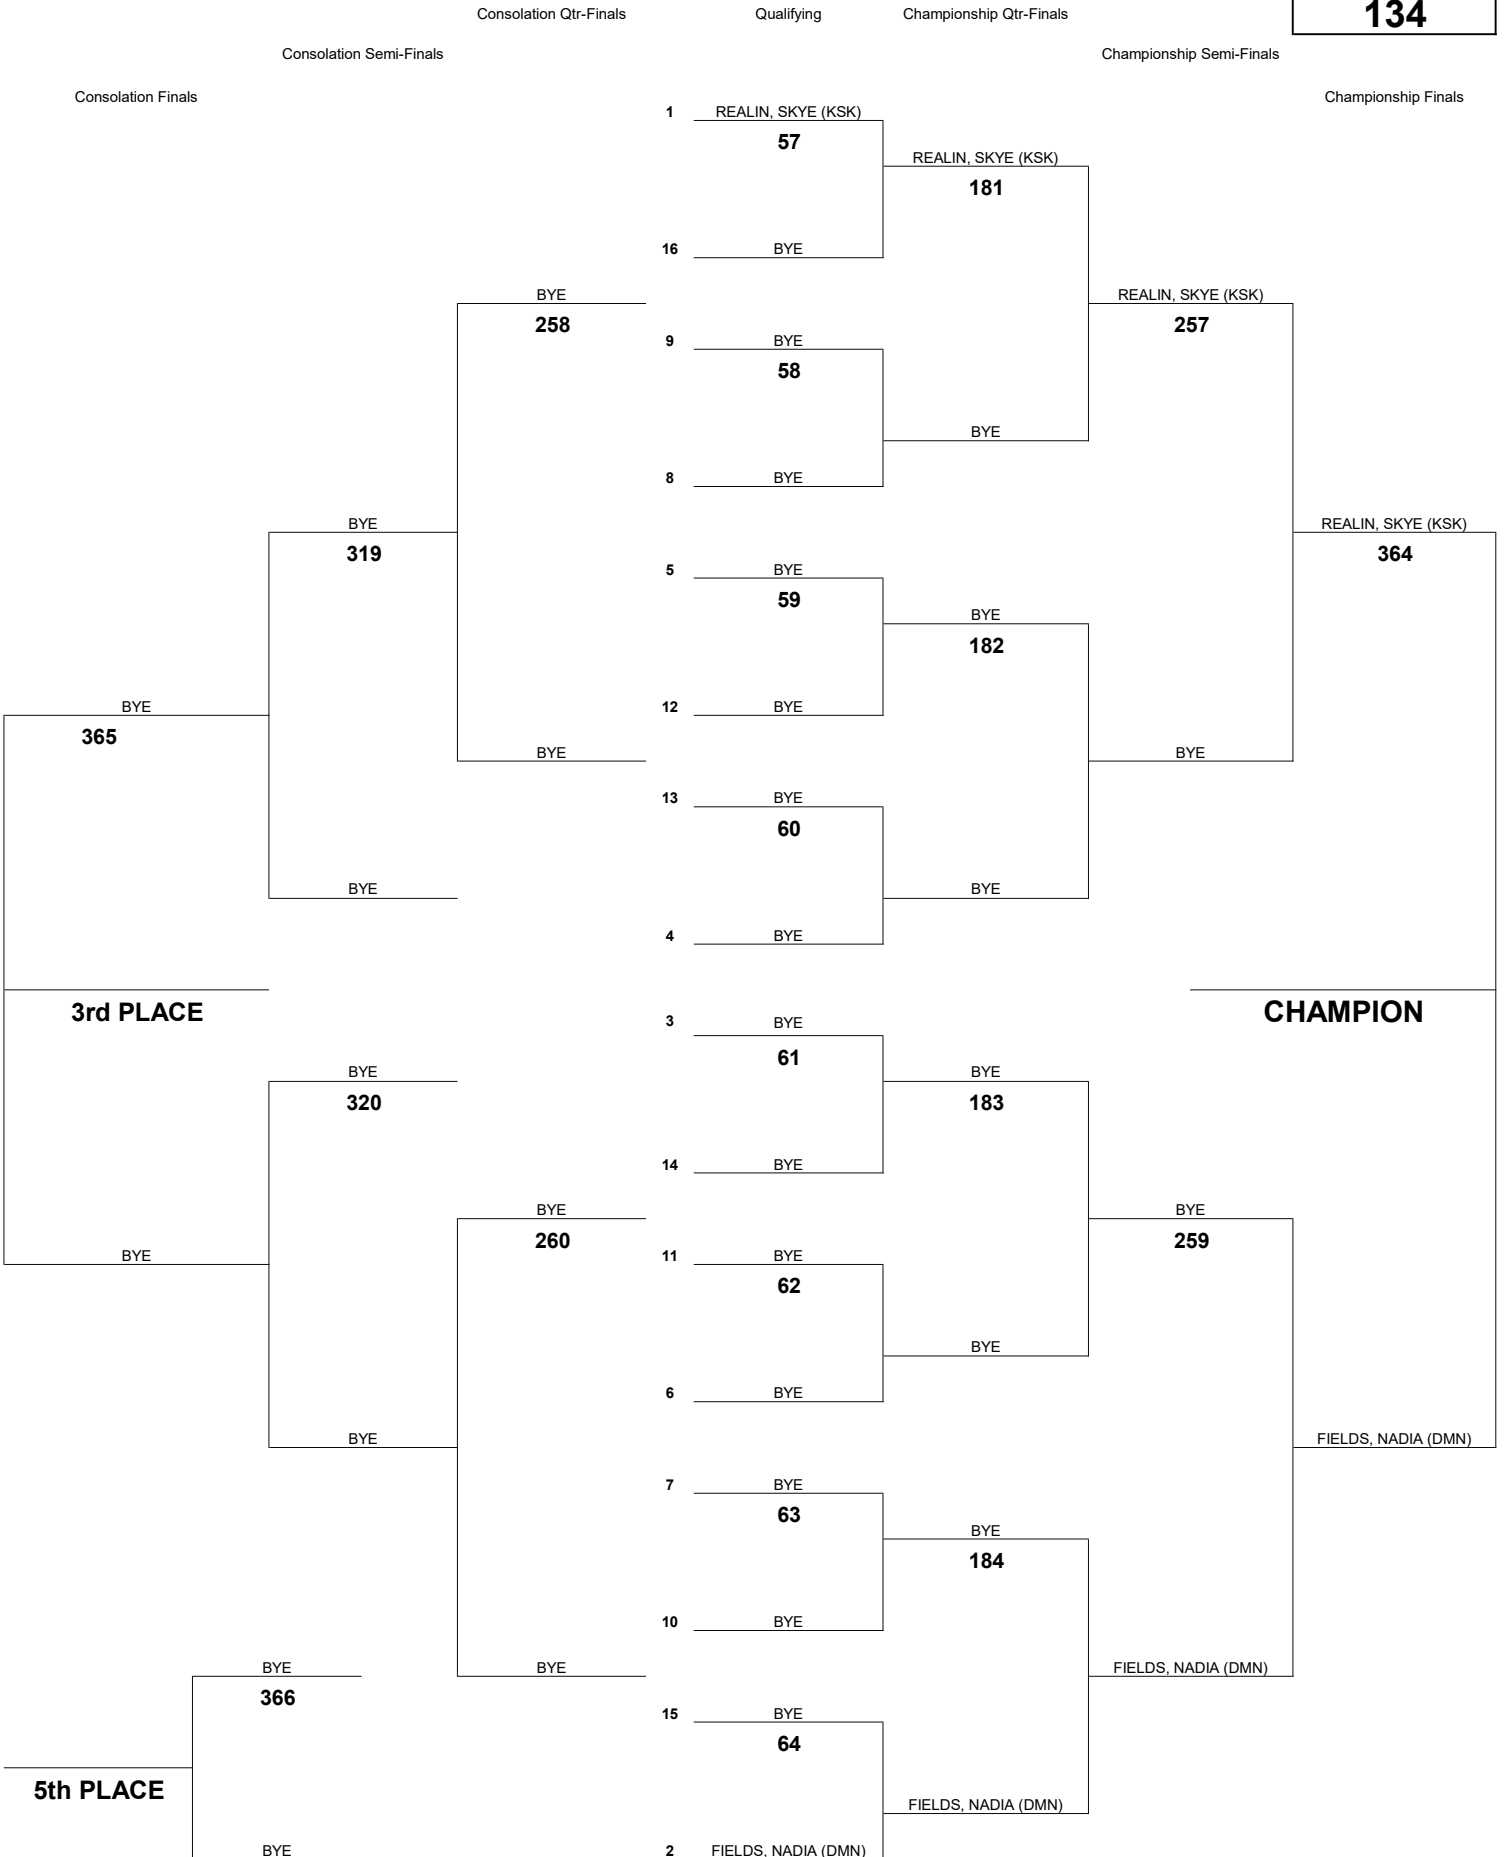 134
Consolation Qtr-Finals Qualifying Championship Qtr-Finals
Consolation Semi-Finals Championship Semi-Finals
Consolation Finals Championship Finals
1 REALIN, SKYE (KSK)
57
REALIN, SKYE (KSK)
181
16 BYE
BYE REALIN, SKYE (KSK)
258 257
9 BYE
58
BYE
8 BYE
BYE REALIN, SKYE (KSK)
319 364
5 BYE
59
BYE
182
BYE 12 BYE
365
BYE BYE
13 BYE
60
BYE BYE
4 BYE
3rd PLACE CHAMPION
3 BYE
61
BYE BYE
320 183
14 BYE
BYE BYE
260 259
BYE 11 BYE
62
BYE
6 BYE
BYE FIELDS, NADIA (DMN)
7 BYE
63
BYE
184
10 BYE
BYE BYE FIELDS, NADIA (DMN)
366
15 BYE
64
5th PLACE
FIELDS, NADIA (DMN)
BYE 2 FIELDS, NADIA (DMN)